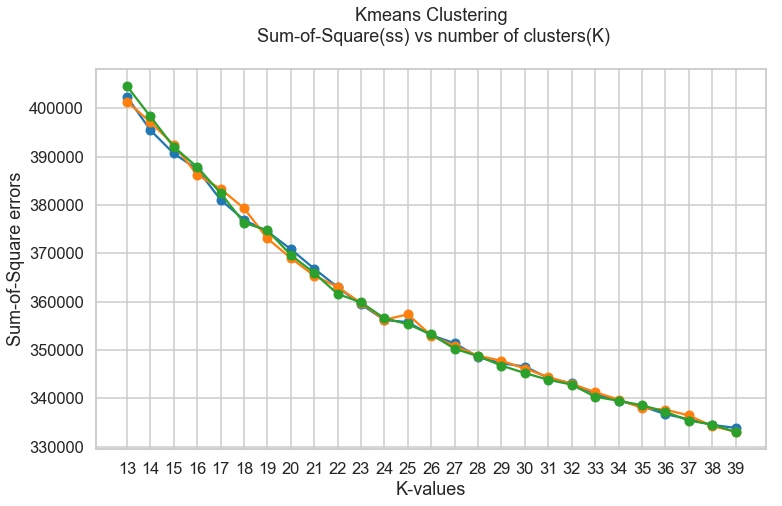 Kmeans Clustering
Sum-of-Square(ss) vs number of clusters(K)
Sum-of-Square errors
400000
390000
380000
370000
360000
350000
340000
330000
13 14 15 16 17 18 19 20 21 22 23 24 25 26 27 28 29 30 31 32 33 34 35 36 37 38 39
K-values